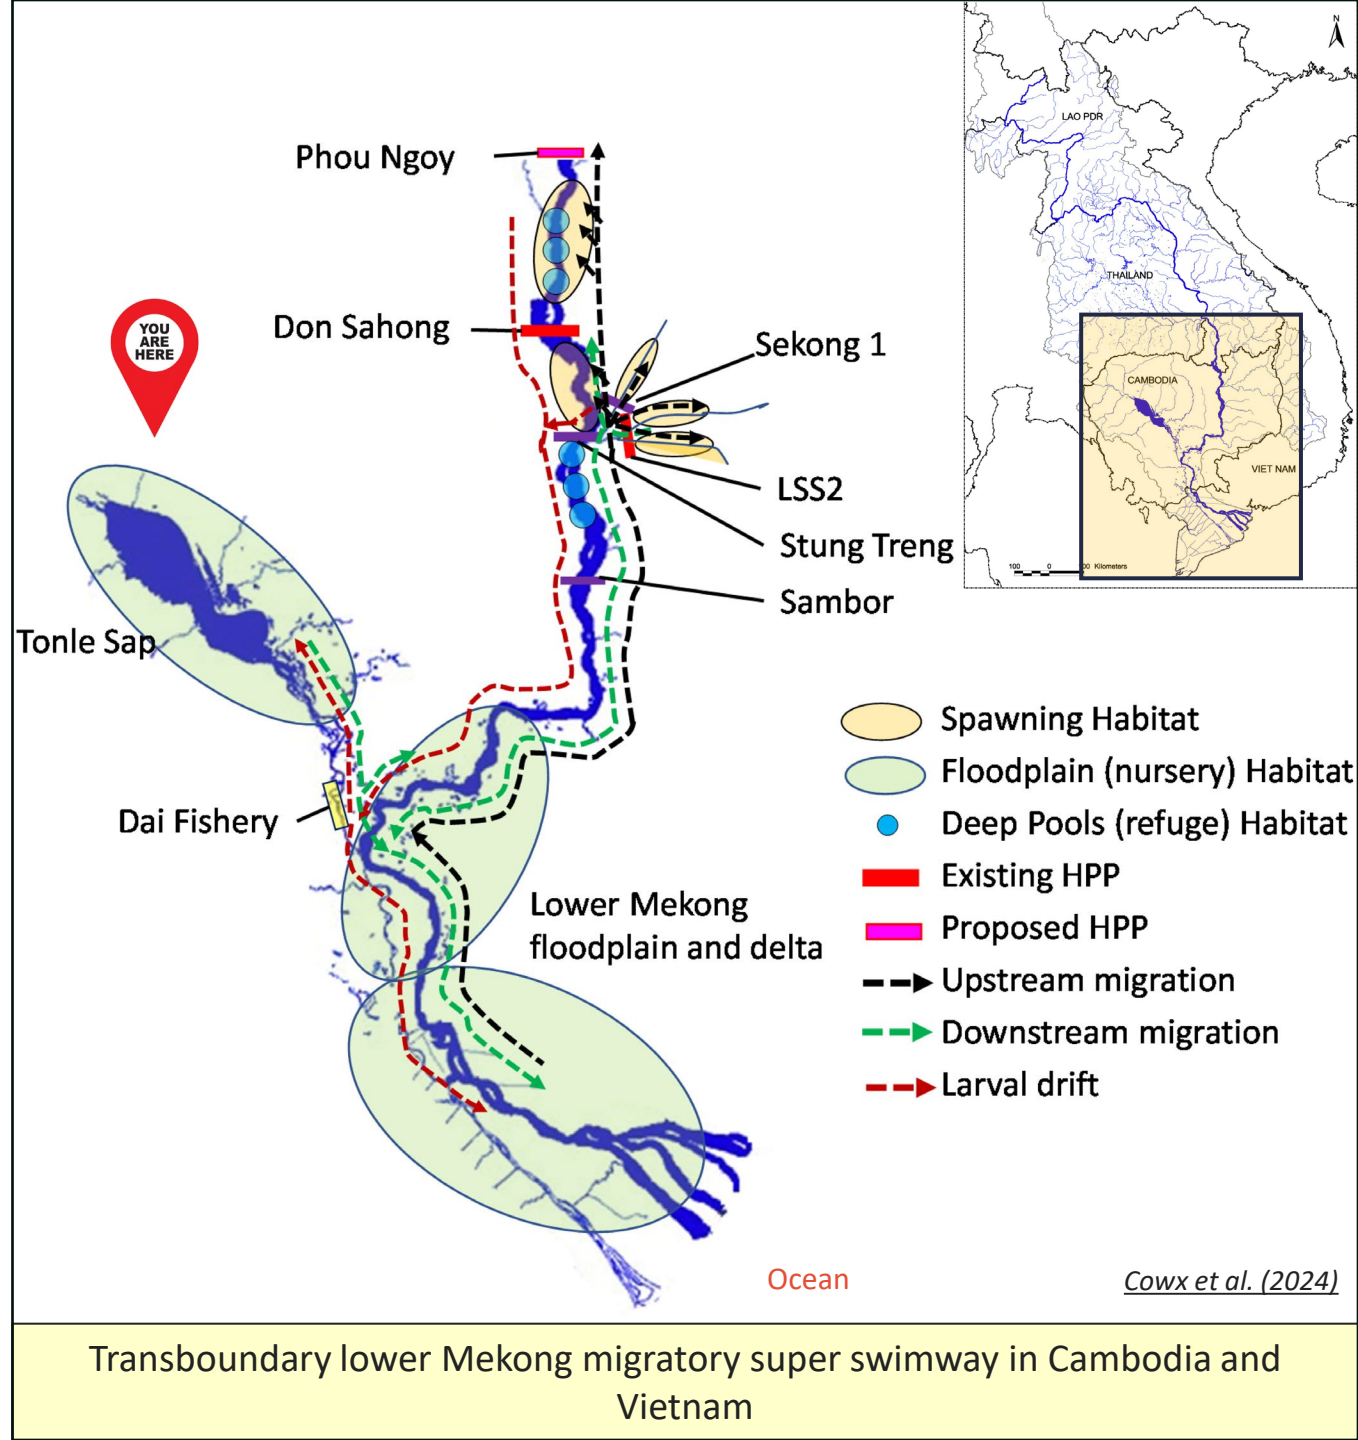 N
LAO PDR
THAILAND
CAMBODIA
VIET NAM
100 0 00 Kilometers
Phou Ngoy
Don Sahong
YOU
ARE
HERE
Sekong 1
LSS2
Stung Treng
Sambor
Tonle Sap
Dai Fishery
Lower Mekong
floodplain and delta
Spawning Habitat
Floodplain (nursery) Habitat
Deep Pools (refuge) Habitat
Existing HPP
Proposed HPP
Upstream migration
Downstream migration
Larval drift
Ocean
Cowx et al. (2024)
Transboundary lower Mekong migratory super swimway in Cambodia and
Vietnam